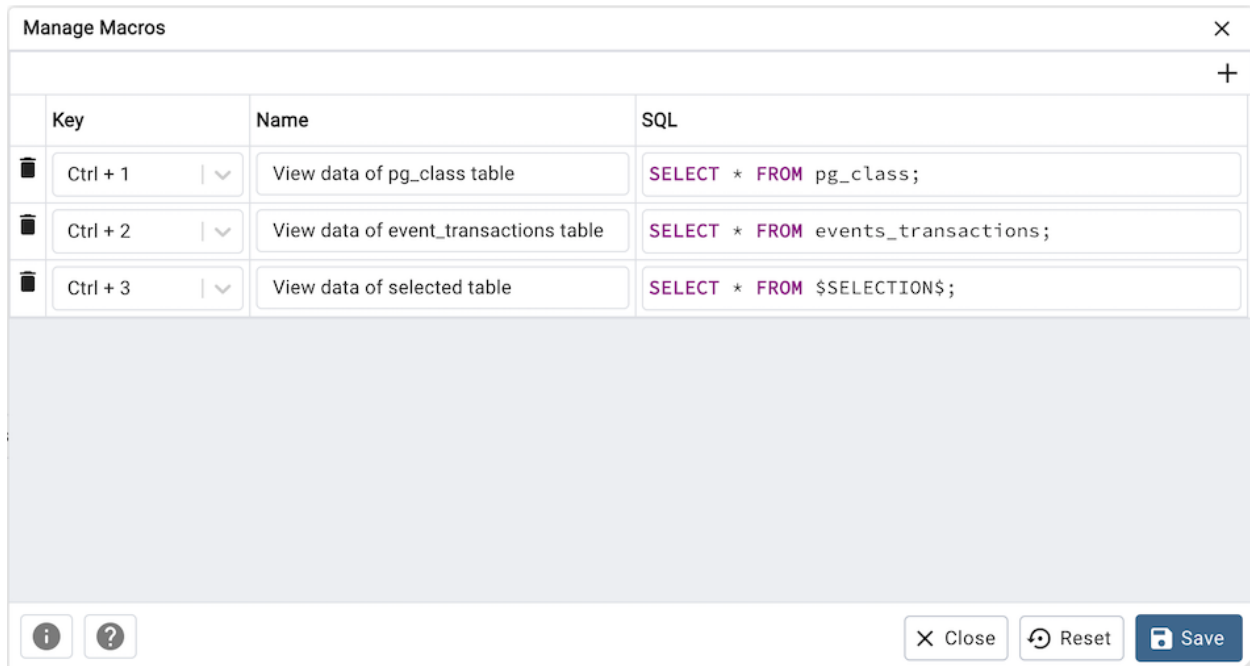 Manage Macros
Key Name SQL
Ctrl + 1 View data of pg_class table SELECT * FROM pg_class;
Ctrl + 2 View data of event_transactions table SELECT * FROM events_transactions;
Ctrl + 3 View data of selected table SELECT * FROM $SELECTION$;
Close Reset Save